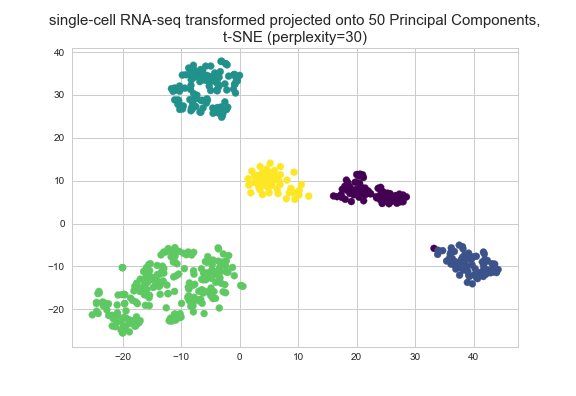 single-cell RNA-seq transformed projected onto 50 Principal Components,
t-SNE (perplexity=30)
40
30
20
10
0
−10
−20
−20 −10 0 10 20 30 40